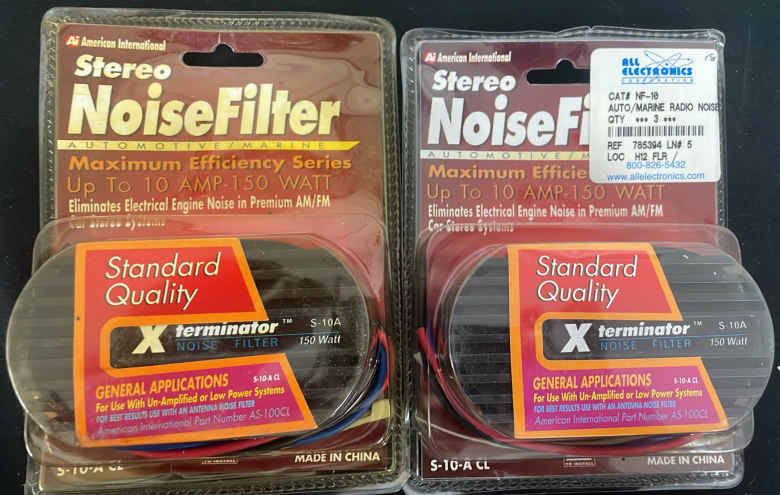 Ai American International
Stereo
NoiseFilter
AUTOMOTIVE/MARINE
Maximum Efficiency Series
Up To 10 AMP-150 WATT
Eliminates Electrical Engine Noise in Premium AM/FM
Car Stereo Systems
Standard
Quality
X terminator™ S-10A
NOISE FILTER 150 Watt
GENERAL APPLICATIONS S-10-A CL
For Use With Un-Amplified or Low Power Systems
FOR BEST RESULTS USE WITH AN ANTENNA NOISE FILTER
American International Part Number AS-100CL
S-10-A CL
TO INSTALL
MADE IN CHINA
Ai American International
Stereo
NoiseFi
AUTOMOTIVE/M
Maximum Efficie
Up To 10 AMP-150 WATT
Eliminates Electrical Engine Noise in Premium AM/FM
Car Stereo Systems
ALL
ELECTRONICS
CORPORATION
CAT# NF-10
AUTO/MARINE RADIO NOISE
QTY *** 3 ***
REF 785394 LN# 5
LOC H12 FLR /
800-826-5432
www.allelectronics.com
Standard
Quality
X terminator™ S-10A
NOISE FILTER 150 Watt
GENERAL APPLICATIONS S-10-A CL
For Use With Un-Amplified or Low Power Systems
FOR BEST RESULTS USE WITH AN ANTENNA NOISE FILTER
American International Part Number AS-100CL
S-10-A CL
TO INSTALL
MADE IN CHINA